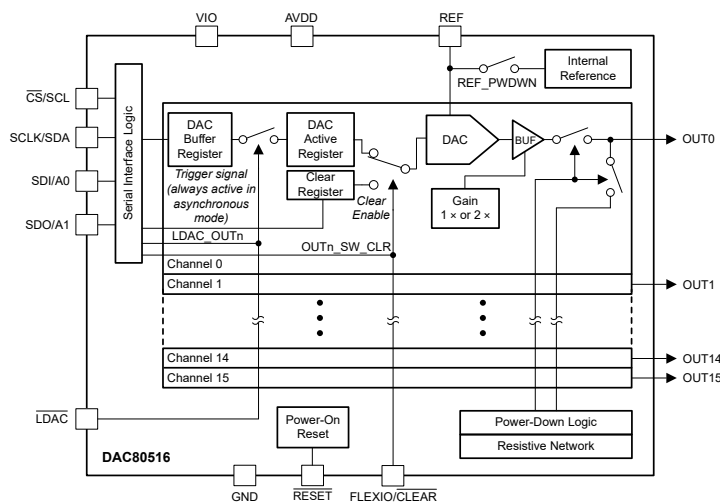 VIO
AVDD
REF
Internal
Reference
REF_PWDWN
CS/SCL
SCLK/SDA
SDI/A0
SDO/A1
Serial Interface Logic
DAC
Buffer
Register
DAC
Active
Register
DAC
BUF
OUT0
Trigger signal
(always active in
asynchronous
mode)
Clear
Register
Clear
Enable
Gain
1 × or 2 ×
LDAC_OUTn
OUTn_SW_CLR
Channel 0
Channel 1
OUT1
Channel 14
OUT14
Channel 15
OUT15
LDAC
Power-On
Reset
Power-Down Logic
Resistive Network
DAC80516
GND
RESET
FLEXIO/CLEAR